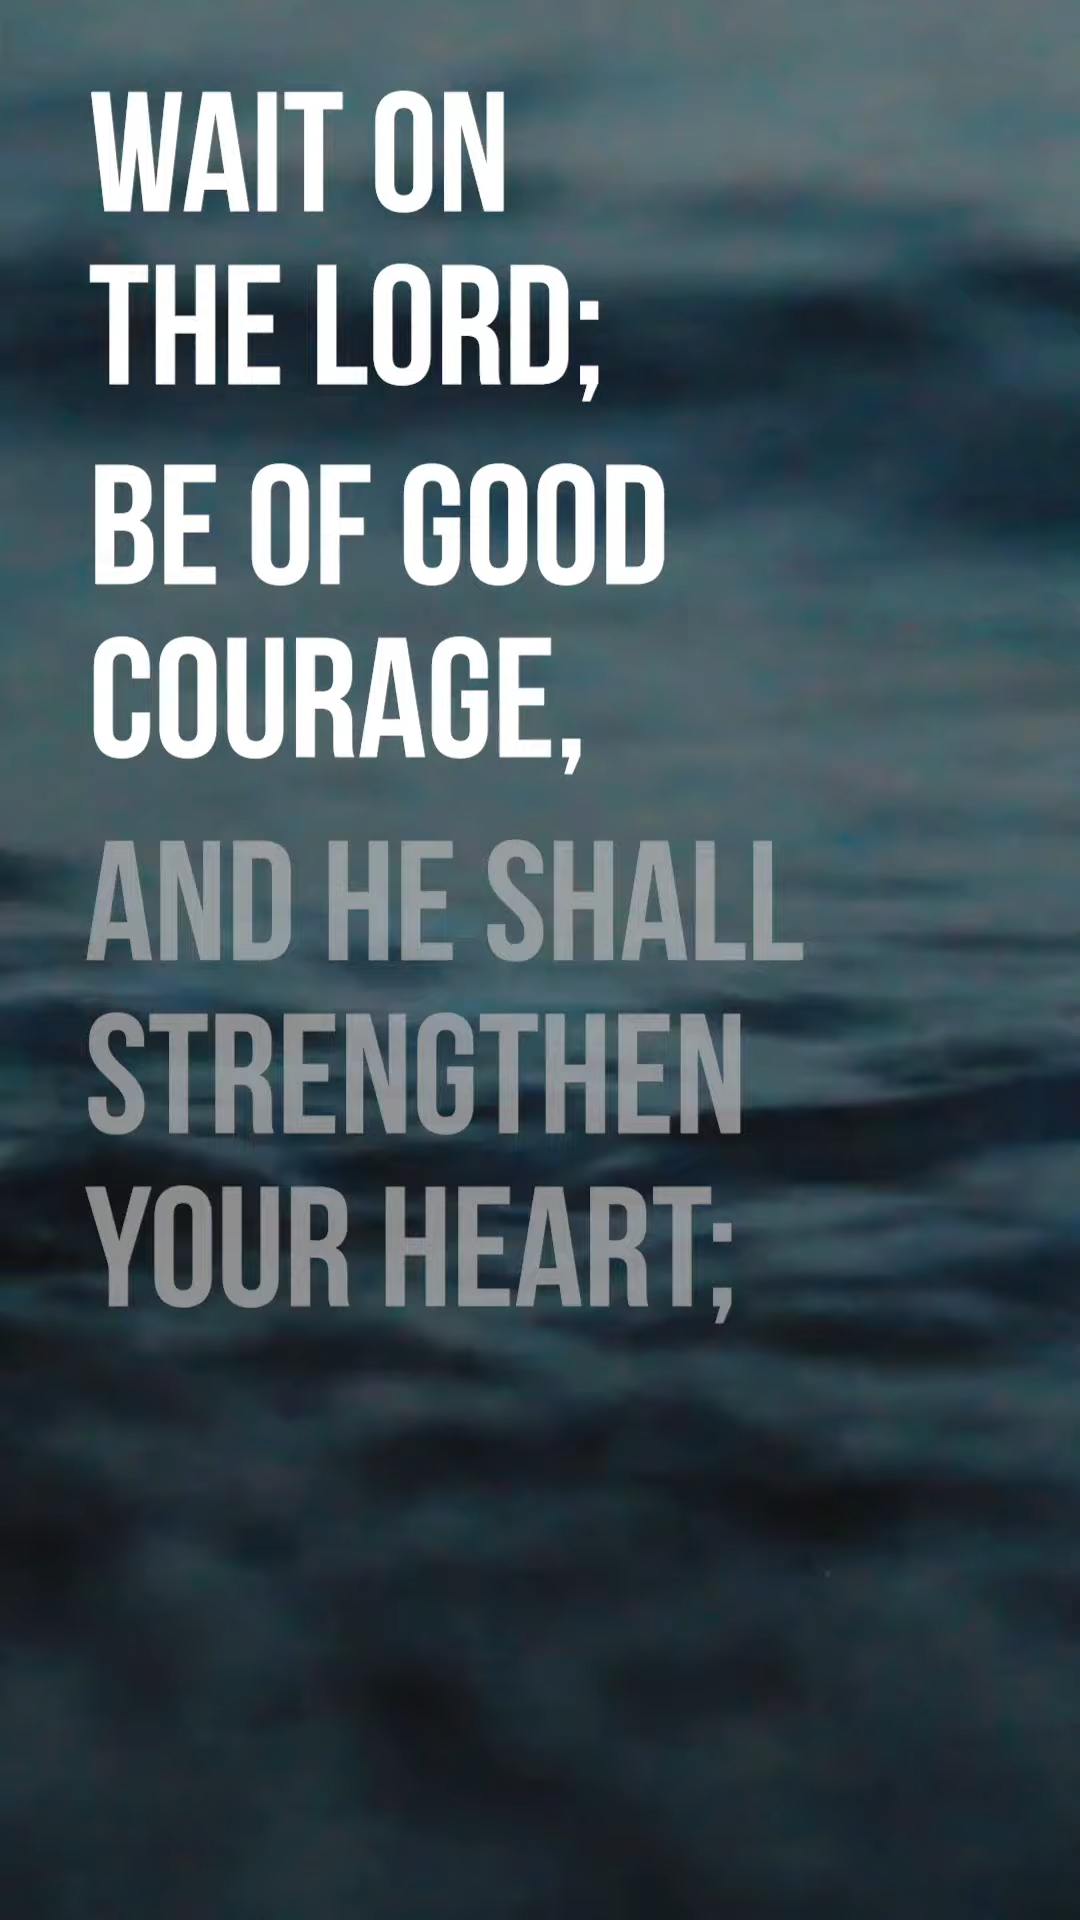 WAIT ON
THE LORD;
BE OF GOOD
COURAGE,
AND HE SHALL
STRENGTHEN
YOUR HEART;